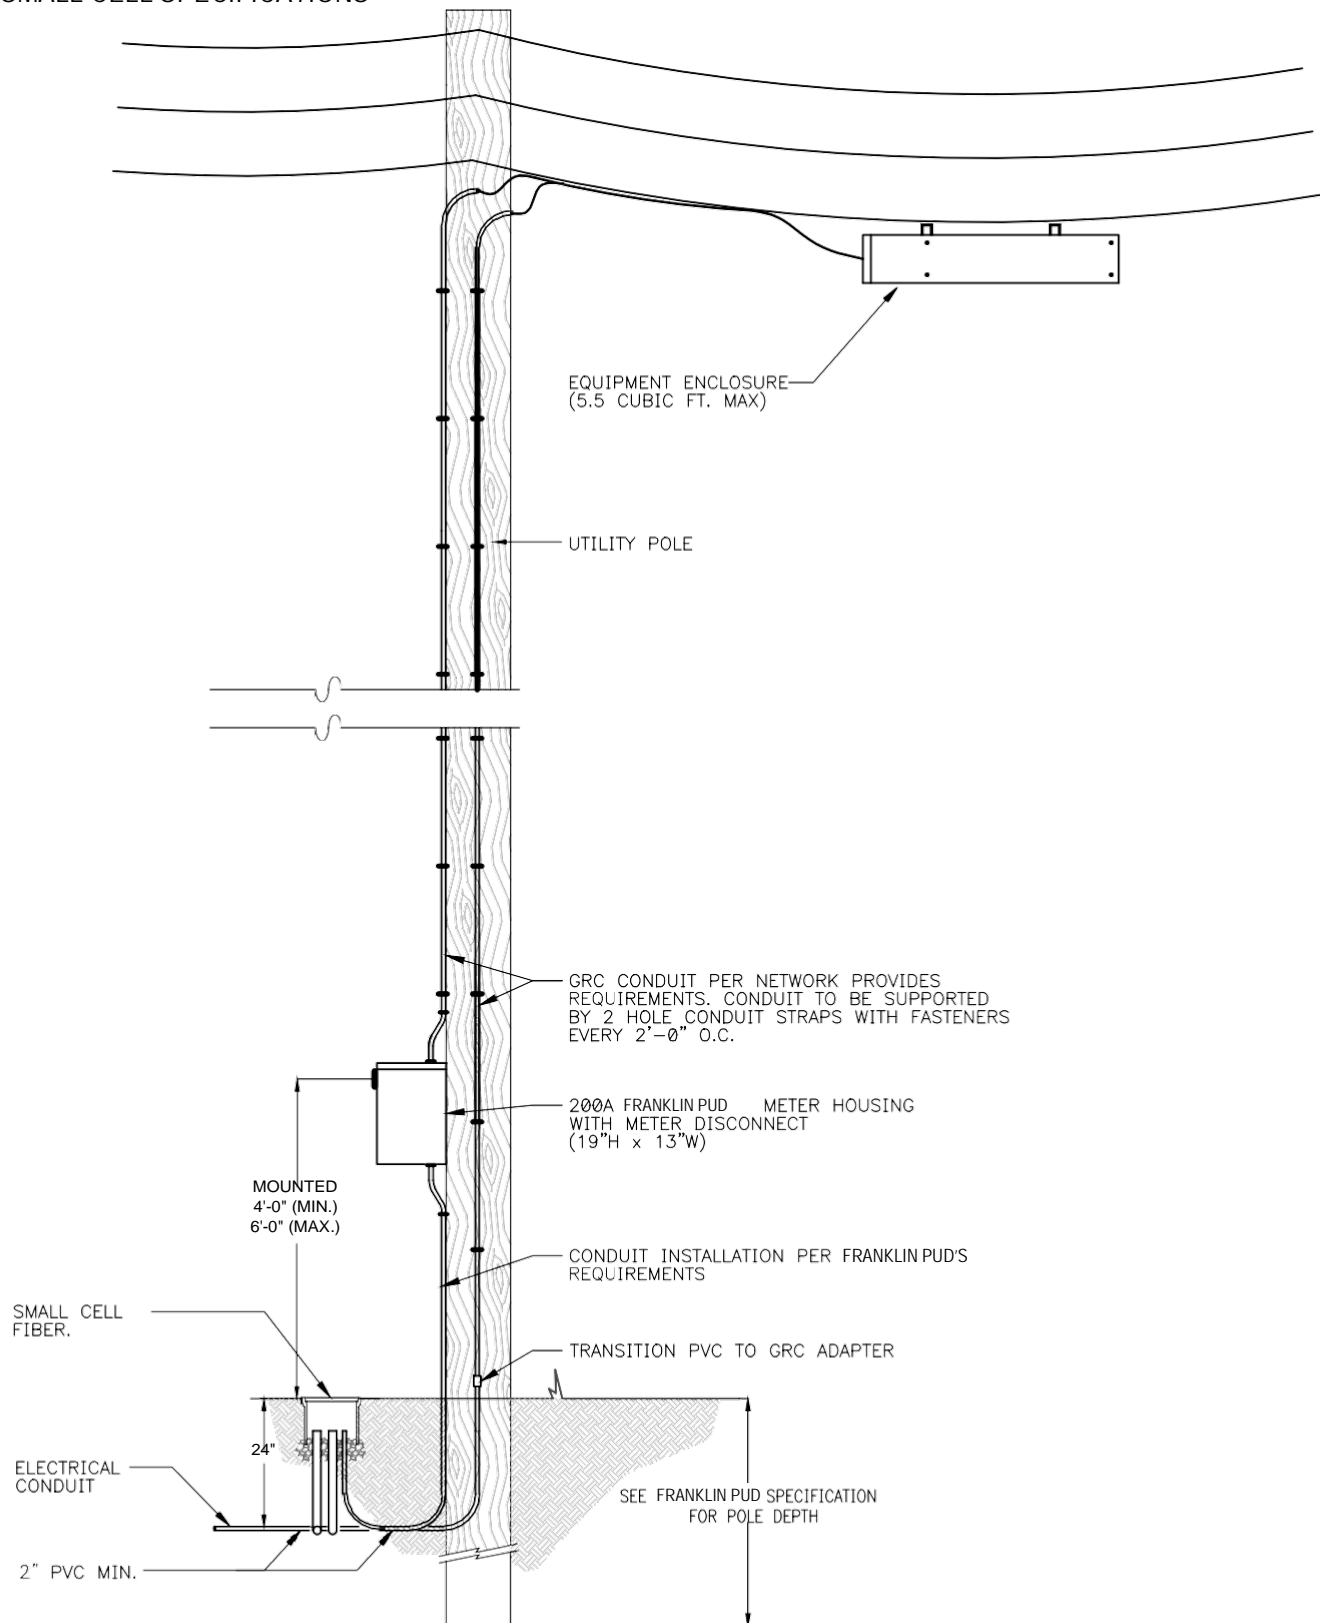 SMALL CELL SPECIFICATIONS
EQUIPMENT ENCLOSURE
(5.5 CUBIC FT. MAX)
UTILITY POLE
GRC CONDUIT PER NETWORK PROVIDES
REQUIREMENTS. CONDUIT TO BE SUPPORTED
BY 2 HOLE CONDUIT STRAPS WITH FASTENERS
EVERY 2'-0" O.C.
200A FRANKLIN PUD METER HOUSING
WITH METER DISCONNECT
(19"H x 13"W)
MOUNTED
4'-0" (MIN.)
6'-0" (MAX.)
CONDUIT INSTALLATION PER FRANKLIN PUD'S
REQUIREMENTS
SMALL CELL
FIBER.
TRANSITION PVC TO GRC ADAPTER
24"
ELECTRICAL
CONDUIT
SEE FRANKLIN PUD SPECIFICATION
FOR POLE DEPTH
2" PVC MIN.